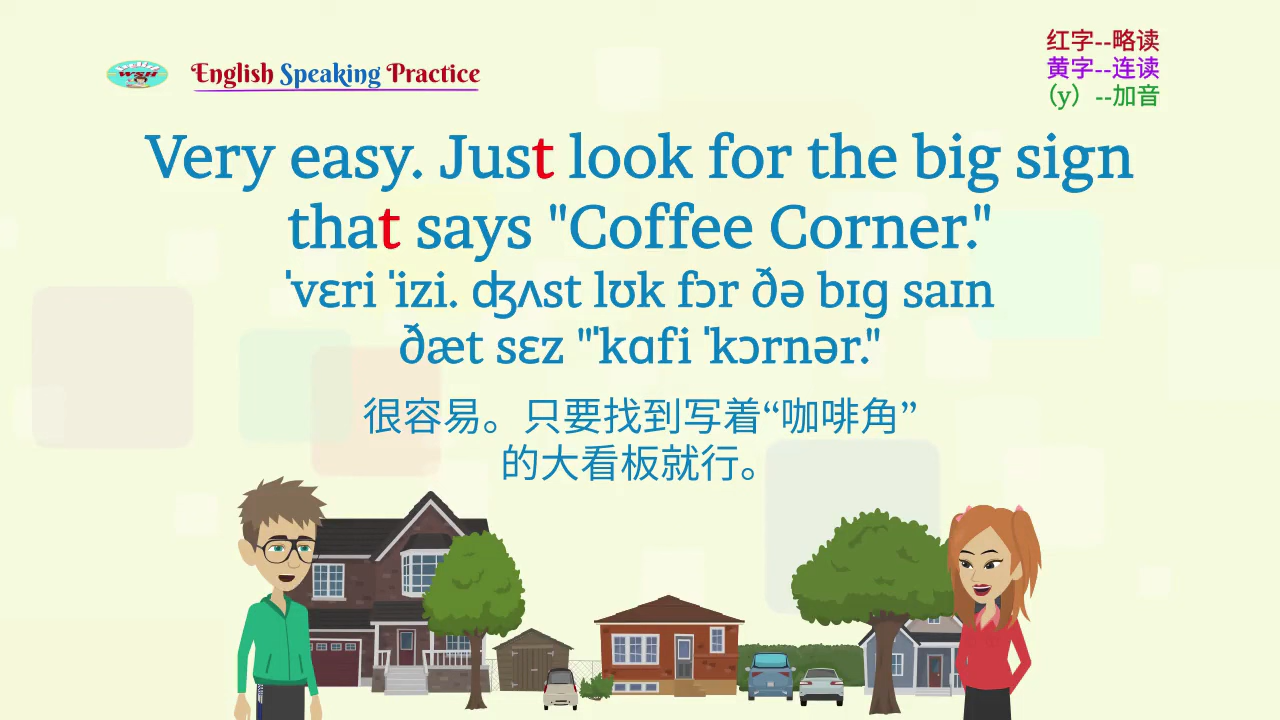 English Speaking Practice
红字--略读
黄字--连读
（y）--加音
Very easy. Just look for the big sign
that says "Coffee Corner."
ˈvɛri ˈizi. ʤʌst lʊk fɔr ðə bɪɡ saɪn
ðæt sɛz "ˈkɑfi ˈkɔrnər."
很容易。只要找到写着“咖啡角”
的大看板就行。